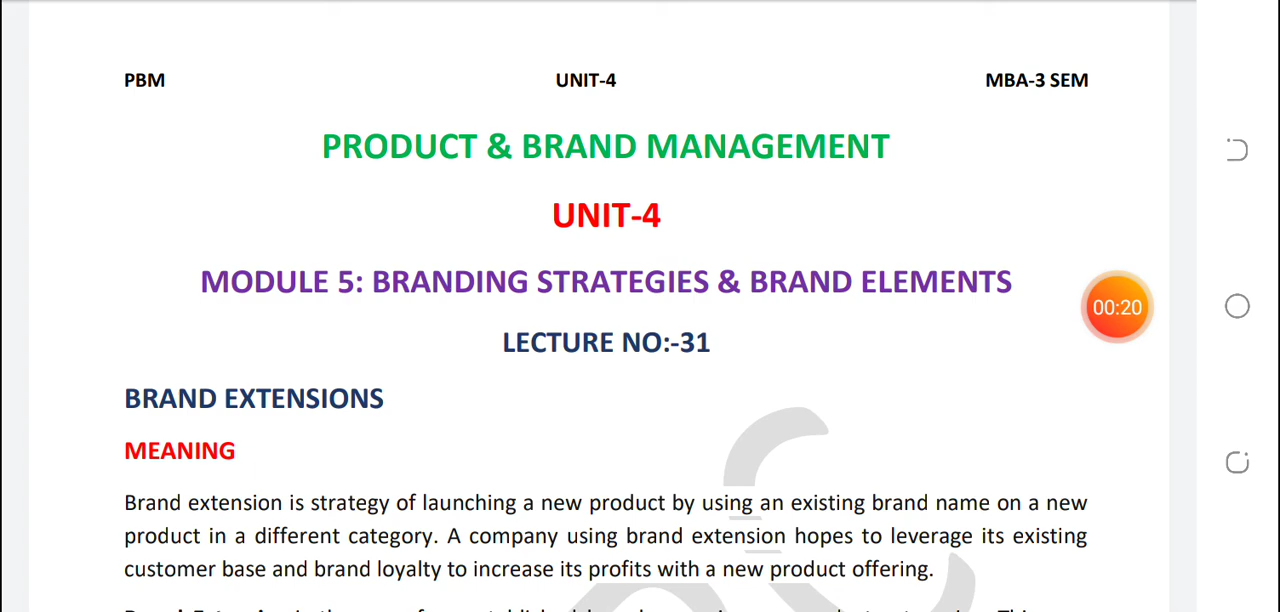 PBM UNIT-4 MBA-3 SEM
PRODUCT & BRAND MANAGEMENT
UNIT-4
MODULE 5: BRANDING STRATEGIES & BRAND ELEMENTS
00:20
LECTURE NO:-31
BRAND EXTENSIONS
MEANING
Brand extension is strategy of launching a new product by using an existing brand name on a new
product in a different category. A company using brand extension hopes to leverage its existing
customer base and brand loyalty to increase its profits with a new product offering.